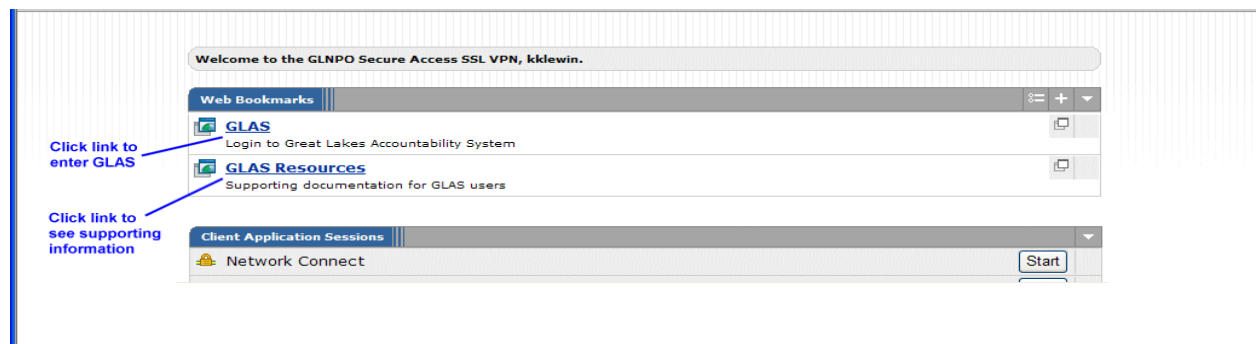 Welcome to the GLNPO Secure Access SSL VPN, kklewin.
Web Bookmarks
GLAS
Login to Great Lakes Accountability System
Click link to
enter GLAS
GLAS Resources
Supporting documentation for GLAS users
Click link to
see supporting
information
Client Application Sessions
Network Connect
Start